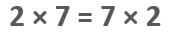 2 × 7 = 7 × 2